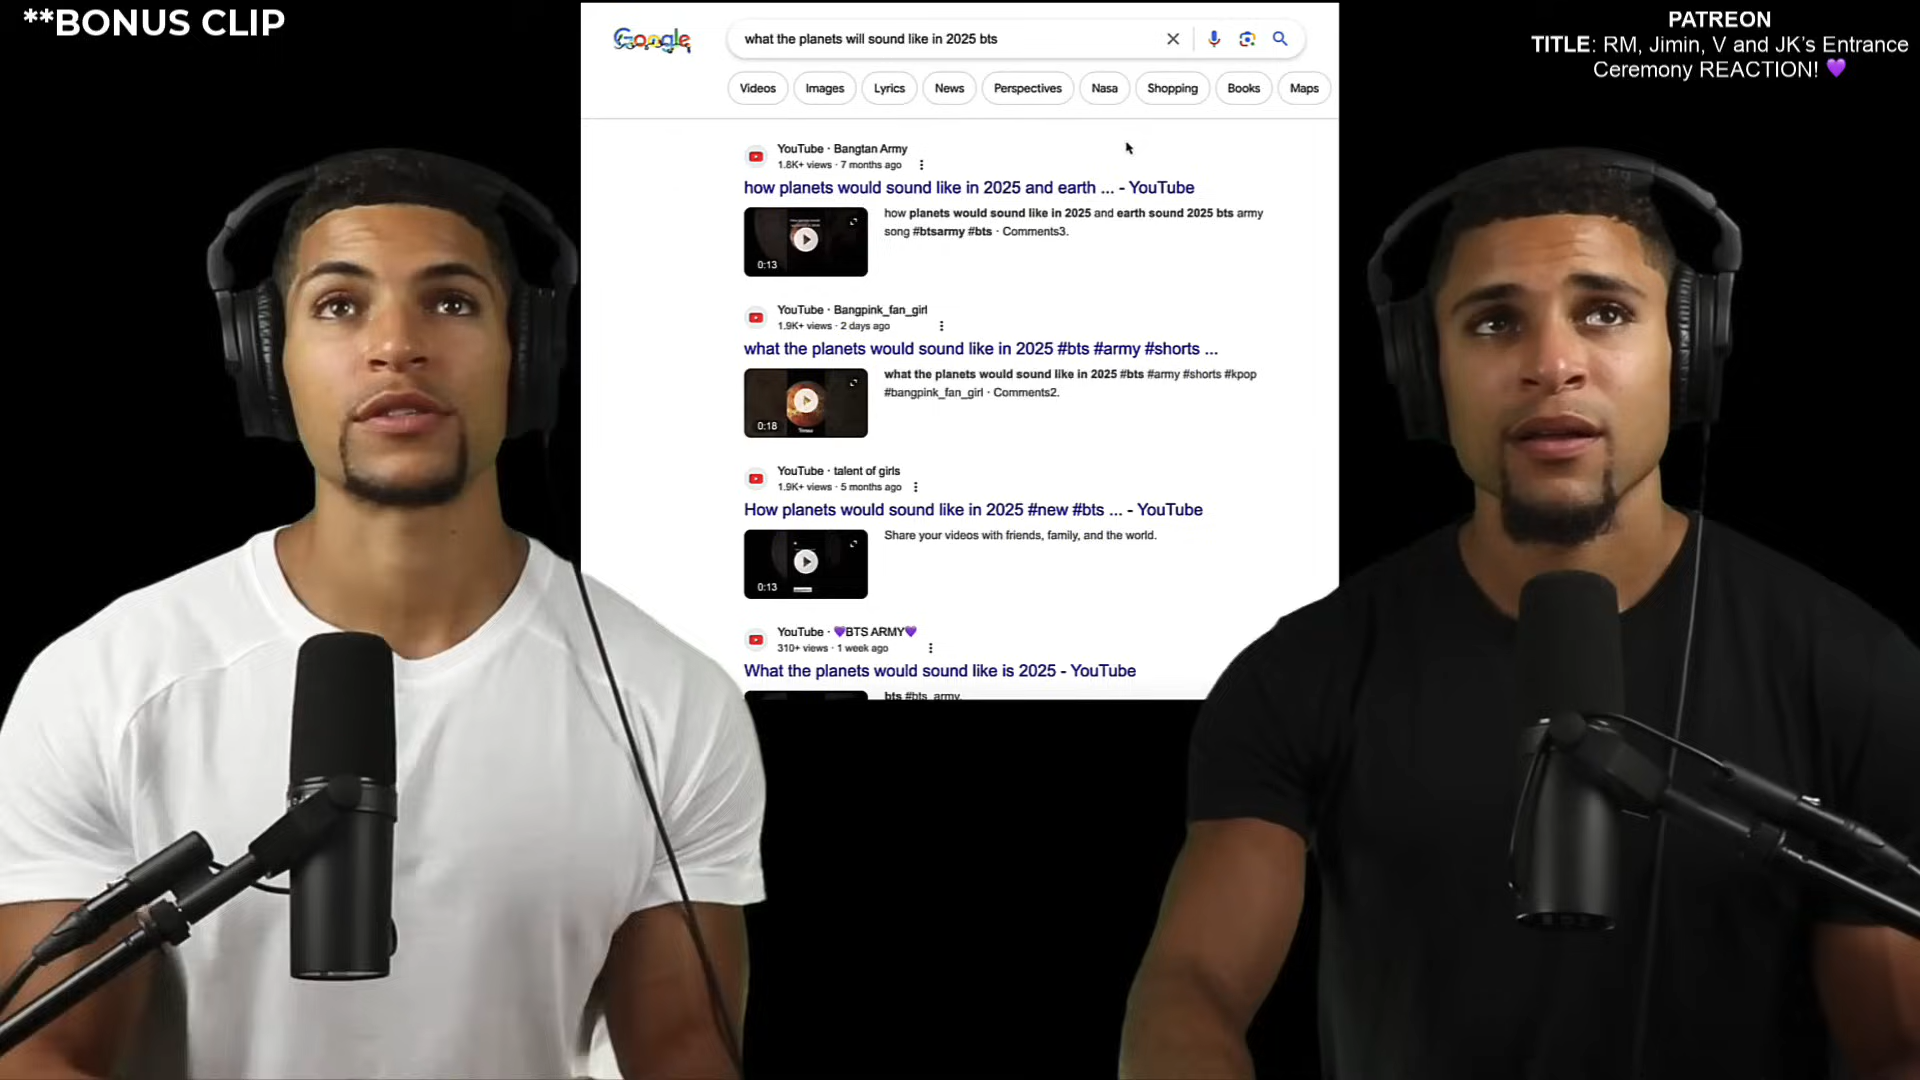 **BONUS CLIP
PATREON
TITLE: RM, Jimin, V and JK's Entrance
Ceremony REACTION! 💜
Google
what the planets will sound like in 2025 bts
Videos
Images
Lyrics
News
Perspectives
Nasa
Shopping
Books
Maps
YouTube · Bangtan Army
1.8K+ views · 7 months ago
how planets would sound like in 2025 and earth ... - YouTube
how planets would sound like in 2025 and earth sound 2025 bts army
song #btsarmy #bts · Comments3.
0:13
YouTube · Bangpink_fan_girl
1.9K+ views · 2 days ago
what the planets would sound like in 2025 #bts #army #shorts ...
what the planets would sound like in 2025 #bts #army #shorts #kpop
#bangpink_fan_girl · Comments2.
0:18
YouTube · talent of girls
1.9K+ views · 5 months ago
How planets would sound like in 2025 #new #bts ... - YouTube
Share your videos with friends, family, and the world.
0:13
YouTube · 💜BTS ARMY💜
310+ views · 1 week ago
What the planets would sound like is 2025 - YouTube
bts #bts_army.